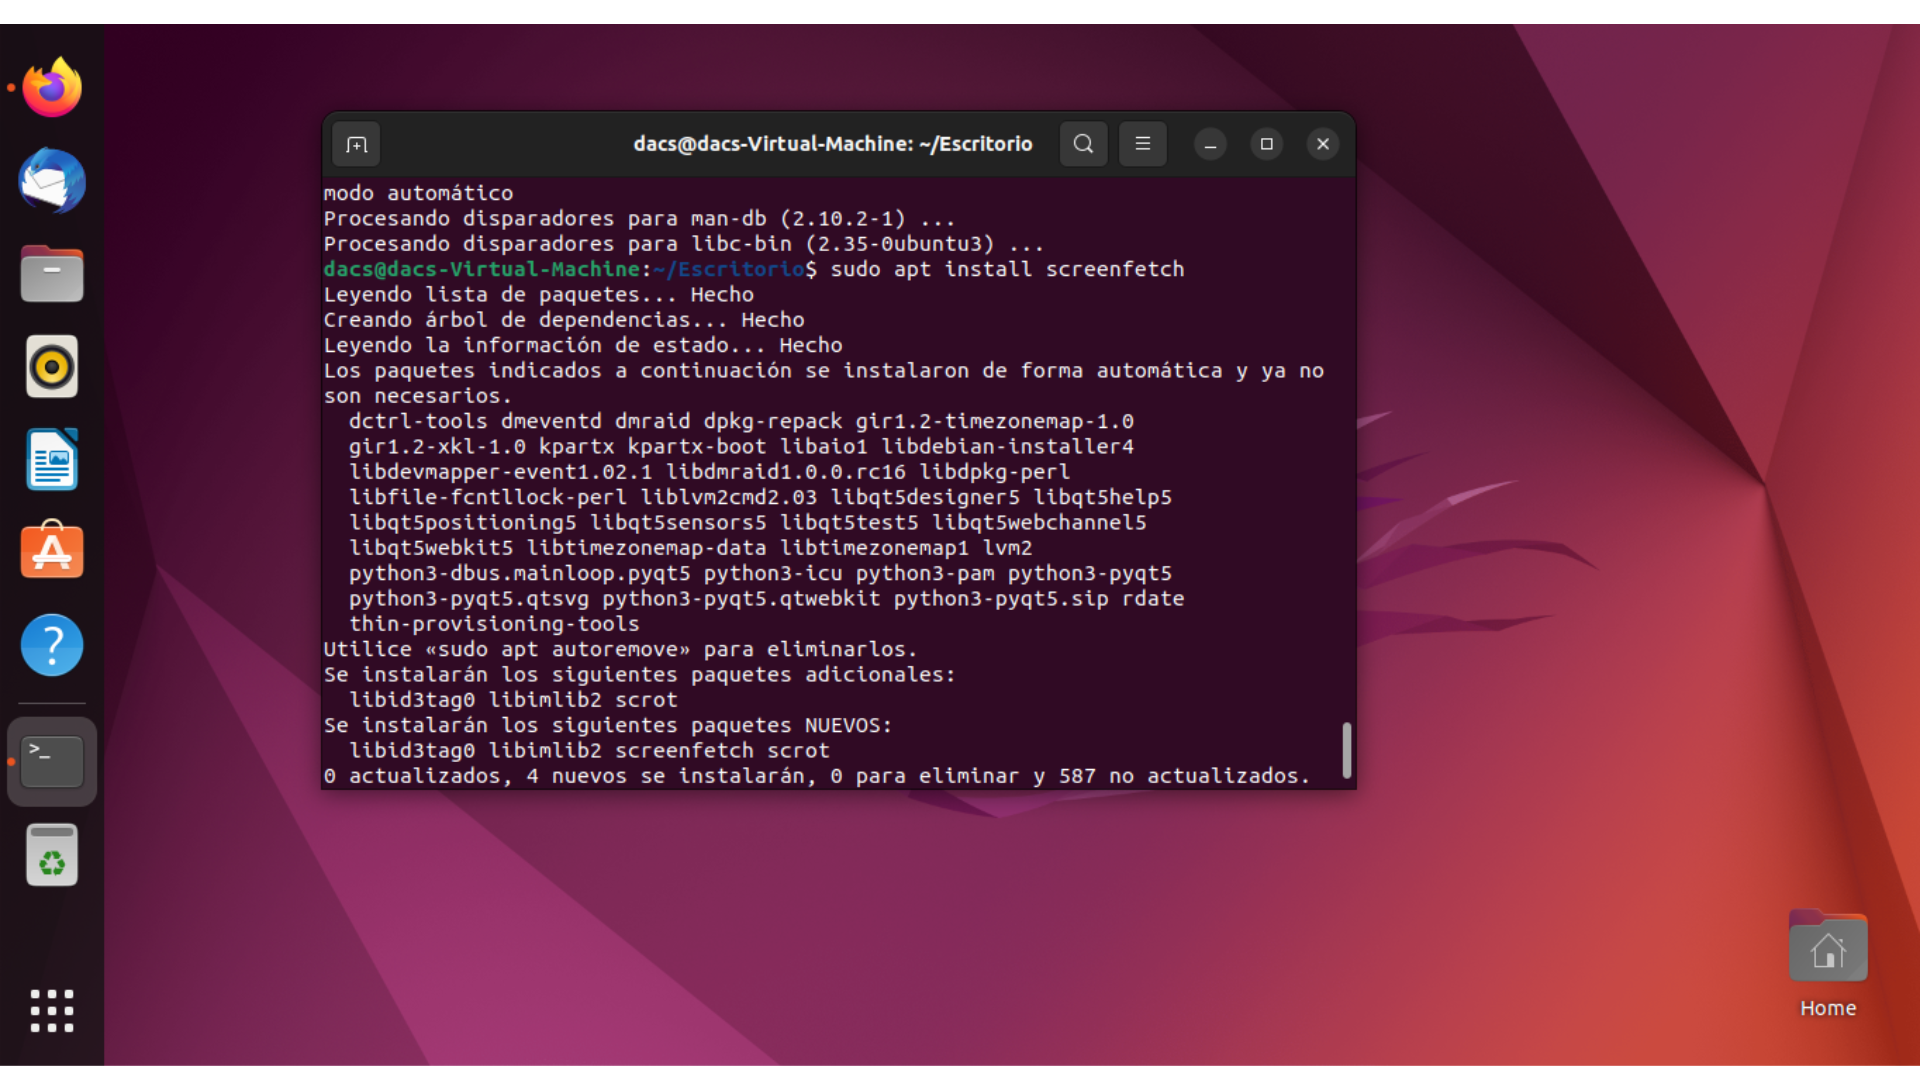 dacs@dacs-Virtual-Machine: ~/Escritorio
modo automático
Procesando disparadores para man-db (2.10.2-1) ...
Procesando disparadores para libc-bin (2.35-0ubuntu3) ...
dacs@dacs-Virtual-Machine:~/Escritorio$ sudo apt install screenfetch
Leyendo lista de paquetes... Hecho
Creando árbol de dependencias... Hecho
Leyendo la información de estado... Hecho
Los paquetes indicados a continuación se instalaron de forma automática y ya no
son necesarios.
  dctrl-tools dmeventd dmraid dpkg-repack gir1.2-timezonemap-1.0
  gir1.2-xkl-1.0 kpartx kpartx-boot libaio1 libdebian-installer4
  libdevmapper-event1.02.1 libdmraid1.0.0.rc16 libdpkg-perl
  libfile-fcntllock-perl liblvm2cmd2.03 libqt5designer5 libqt5help5
  libqt5positioning5 libqt5sensors5 libqt5test5 libqt5webchannel5
  libqt5webkit5 libtimezonemap-data libtimezonemap1 lvm2
  python3-dbus.mainloop.pyqt5 python3-icu python3-pam python3-pyqt5
  python3-pyqt5.qtsvg python3-pyqt5.qtwebkit python3-pyqt5.sip rdate
  thin-provisioning-tools
Utilice «sudo apt autoremove» para eliminarlos.
Se instalarán los siguientes paquetes adicionales:
  libid3tag0 libimlib2 scrot
Se instalarán los siguientes paquetes NUEVOS:
  libid3tag0 libimlib2 screenfetch scrot
0 actualizados, 4 nuevos se instalarán, 0 para eliminar y 587 no actualizados.
Home